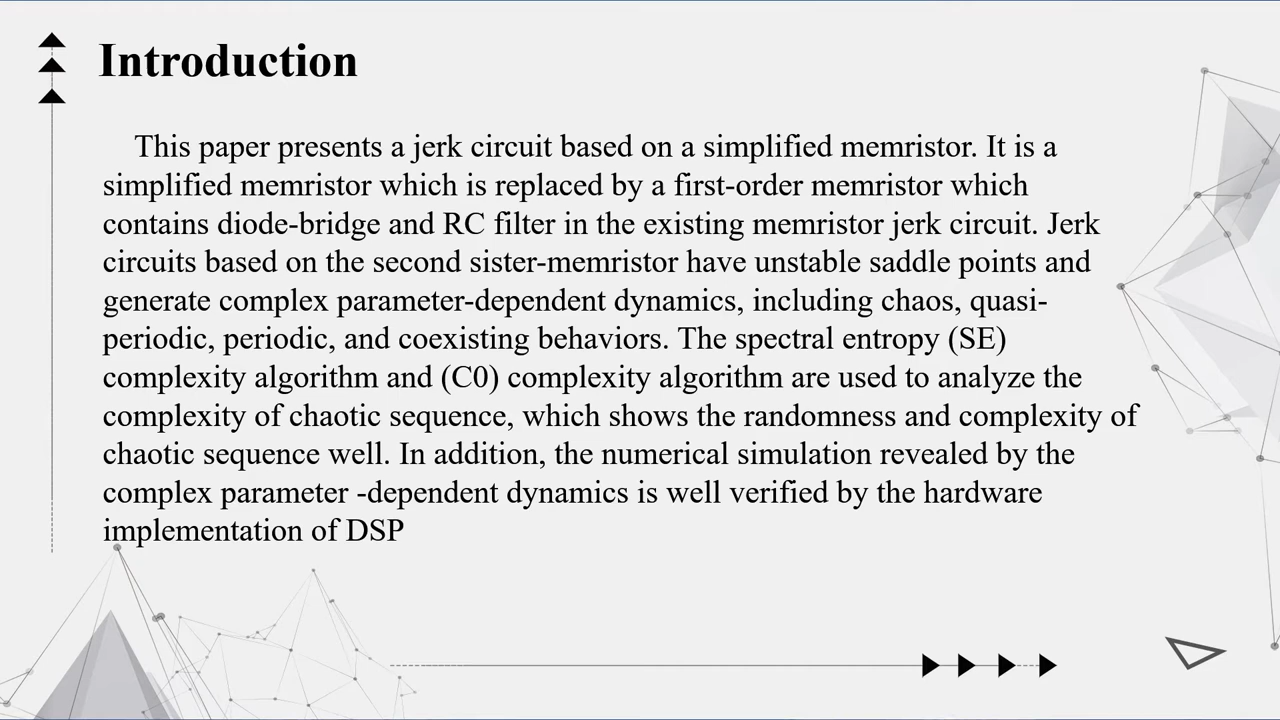 Introduction
This paper presents a jerk circuit based on a simplified memristor. It is a
simplified memristor which is replaced by a first-order memristor which
contains diode-bridge and RC filter in the existing memristor jerk circuit. Jerk
circuits based on the second sister-memristor have unstable saddle points and
generate complex parameter-dependent dynamics, including chaos, quasi-
periodic, periodic, and coexisting behaviors. The spectral entropy (SE)
complexity algorithm and (C0) complexity algorithm are used to analyze the
complexity of chaotic sequence, which shows the randomness and complexity of
chaotic sequence well. In addition, the numerical simulation revealed by the
complex parameter -dependent dynamics is well verified by the hardware
implementation of DSP